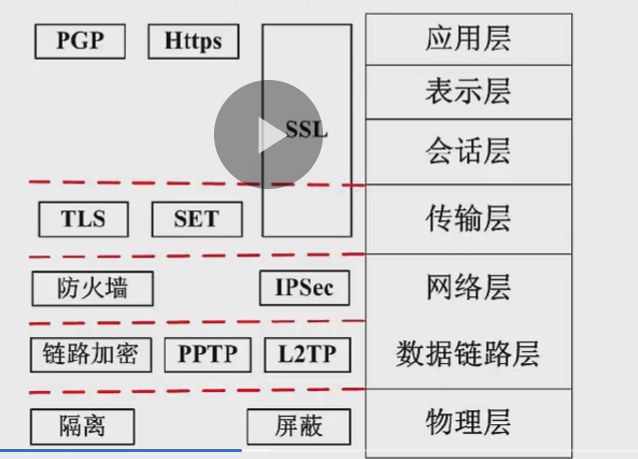 PGP Https 应用层
表示层
SSL
会话层
TLS SET 传输层
防火墙 IPSec 网络层
链路加密 PPTP L2TP 数据链路层
隔离 屏蔽 物理层